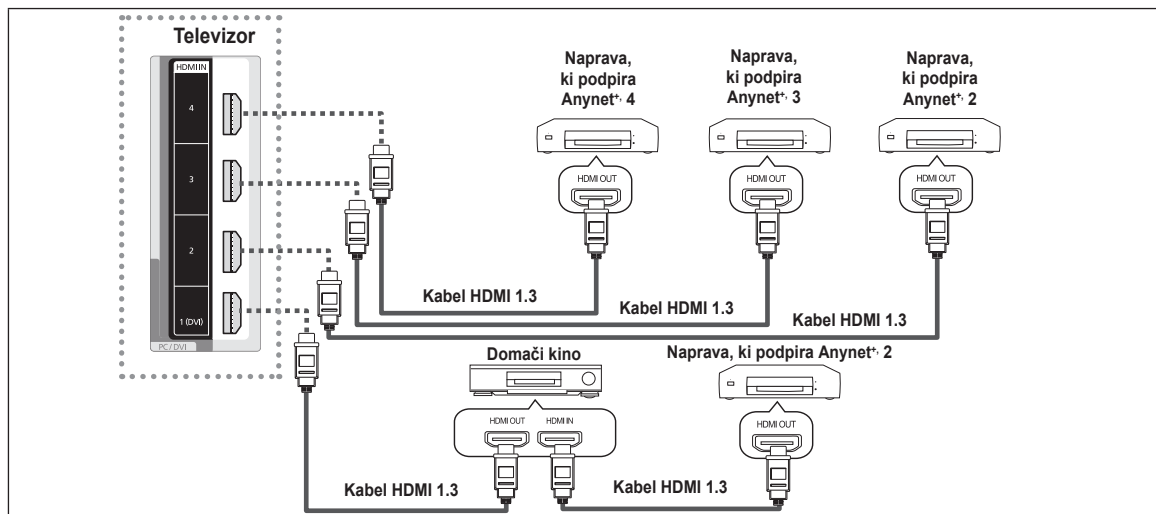 Televizor
HDMI IN
4
3
2
1 (DVI)
PC / DVI
Naprava,
ki podpira
Anynet+, 4
Naprava,
ki podpira
Anynet+, 3
Naprava,
ki podpira
Anynet+, 2
HDMI OUT
HDMI OUT
HDMI OUT
Kabel HDMI 1.3
Kabel HDMI 1.3
Kabel HDMI 1.3
Domači kino
Naprava, ki podpira Anynet+, 2
HDMI OUT
HDMI IN
HDMI OUT
Kabel HDMI 1.3
Kabel HDMI 1.3